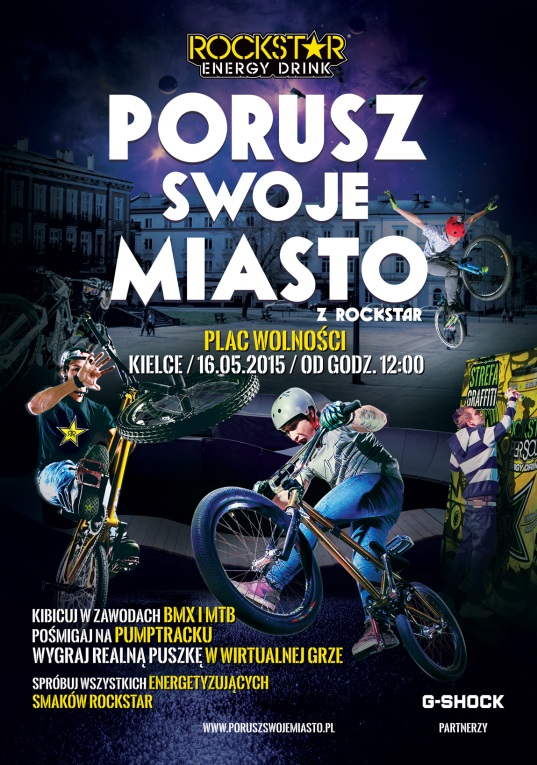 ROCKSTAR
ENERGY DRINK
PORUSZ
SWOJE
MIASTO
Z ROCKSTAR
PLAC WOLNOŚCI
KIELCE / 16.05.2015 / OD GODZ. 12:00
STREFA
GRAFFITI
KIBICUJ W ZAWODACH BMX I MTB
POŚMIGAJ NA PUMPTRACKU
WYGRAJ REALNĄ PUSZKĘ W WIRTUALNEJ GRZE
SPRÓBUJ WSZYSTKICH ENERGETYZUJĄCYCH
SMAKÓW ROCKSTAR
G-SHOCK
WWW.PORUSZSWOJEMIASTO.PL
PARTNERZY